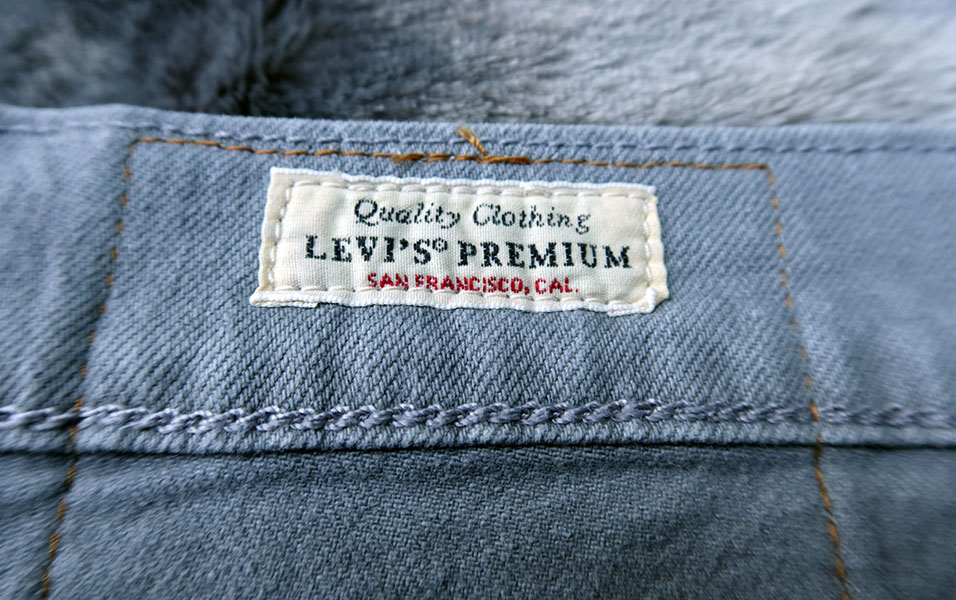 Quality Clothing
LEVI'S® PREMIUM
SAN FRANCISCO, CAL.